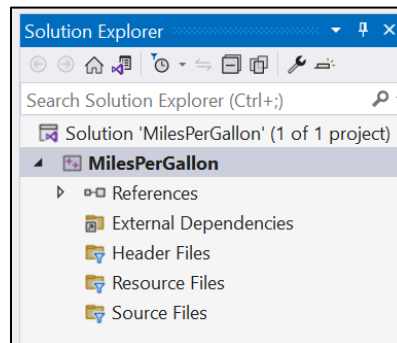 Solution Explorer
Search Solution Explorer (Ctrl+;)
Solution 'MilesPerGallon' (1 of 1 project)
MilesPerGallon
References
External Dependencies
Header Files
Resource Files
Source Files